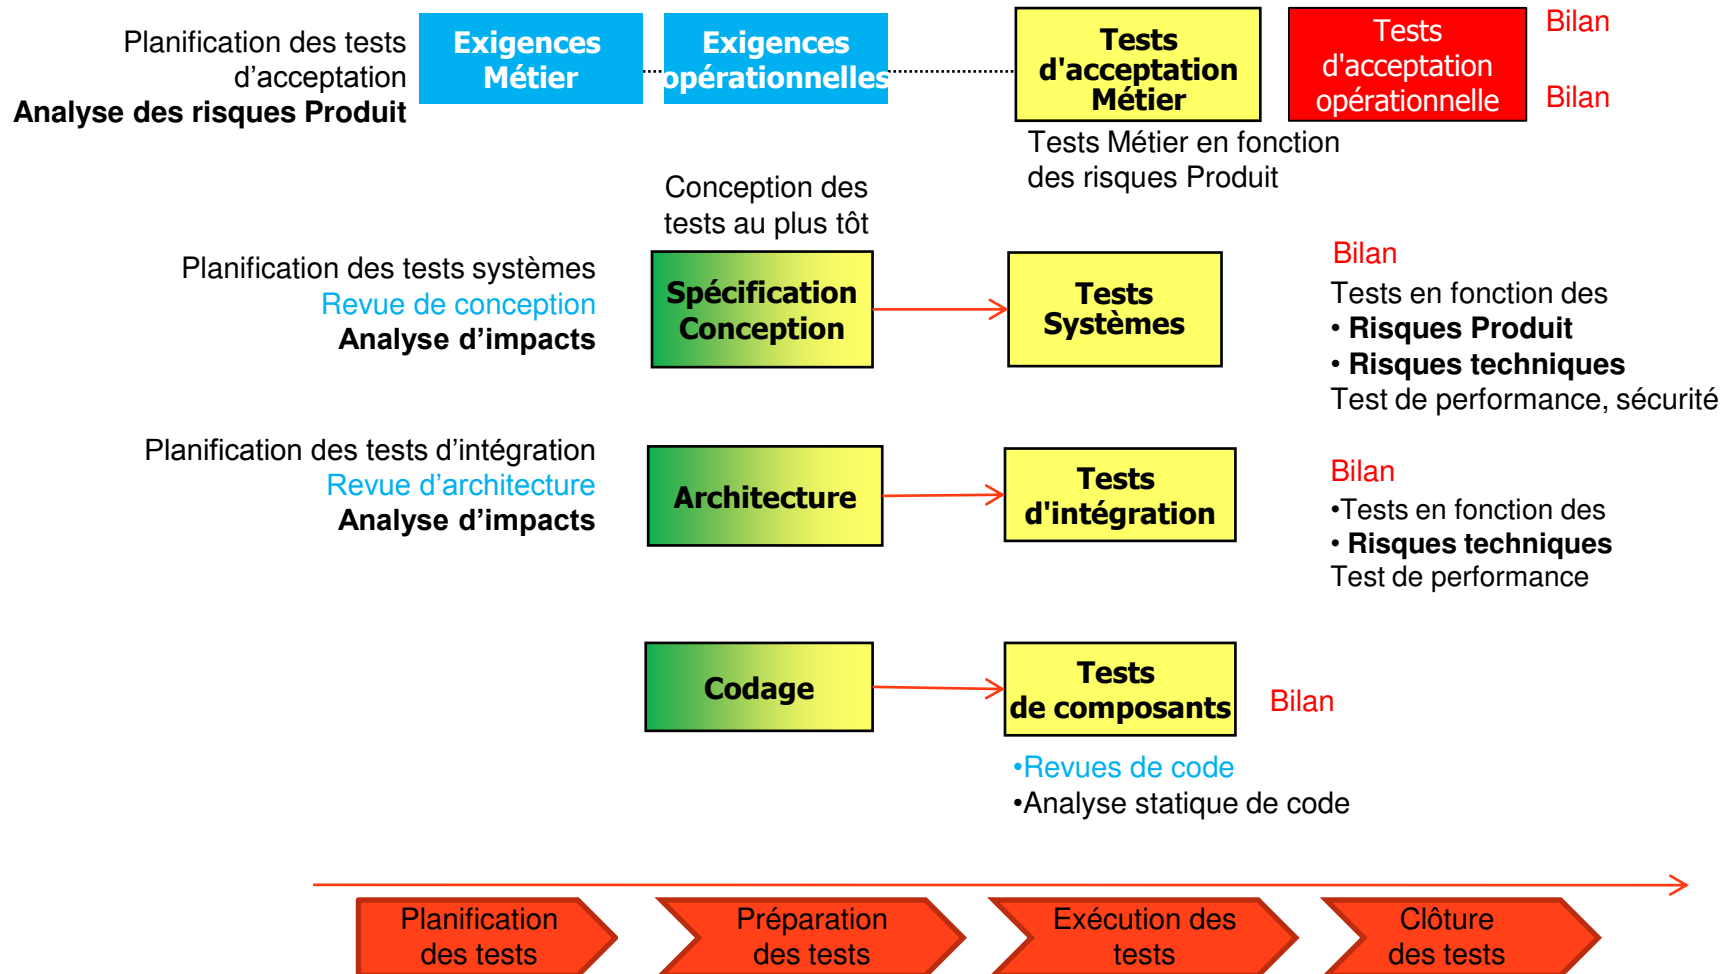 Planification des tests
d’acceptation
Analyse des risques Produit
Exigences
Métier
Exigences
opérationnelles
Tests
d'acceptation
Métier
Tests
d'acceptation
opérationnelle
Bilan
Bilan
Tests Métier en fonction
des risques Produit
Conception des
tests au plus tôt
Planification des tests systèmes
Revue de conception
Analyse d’impacts
Spécification
Conception
Tests
Systèmes
Bilan
Tests en fonction des
• Risques Produit
• Risques techniques
Test de performance, sécurité
Planification des tests d’intégration
Revue d’architecture
Analyse d’impacts
Architecture
Tests
d'intégration
Bilan
•Tests en fonction des
• Risques techniques
Test de performance
Codage
Tests
de composants
Bilan
•Revues de code
•Analyse statique de code
Planification
des tests
Préparation
des tests
Exécution des
tests
Clôture
des tests